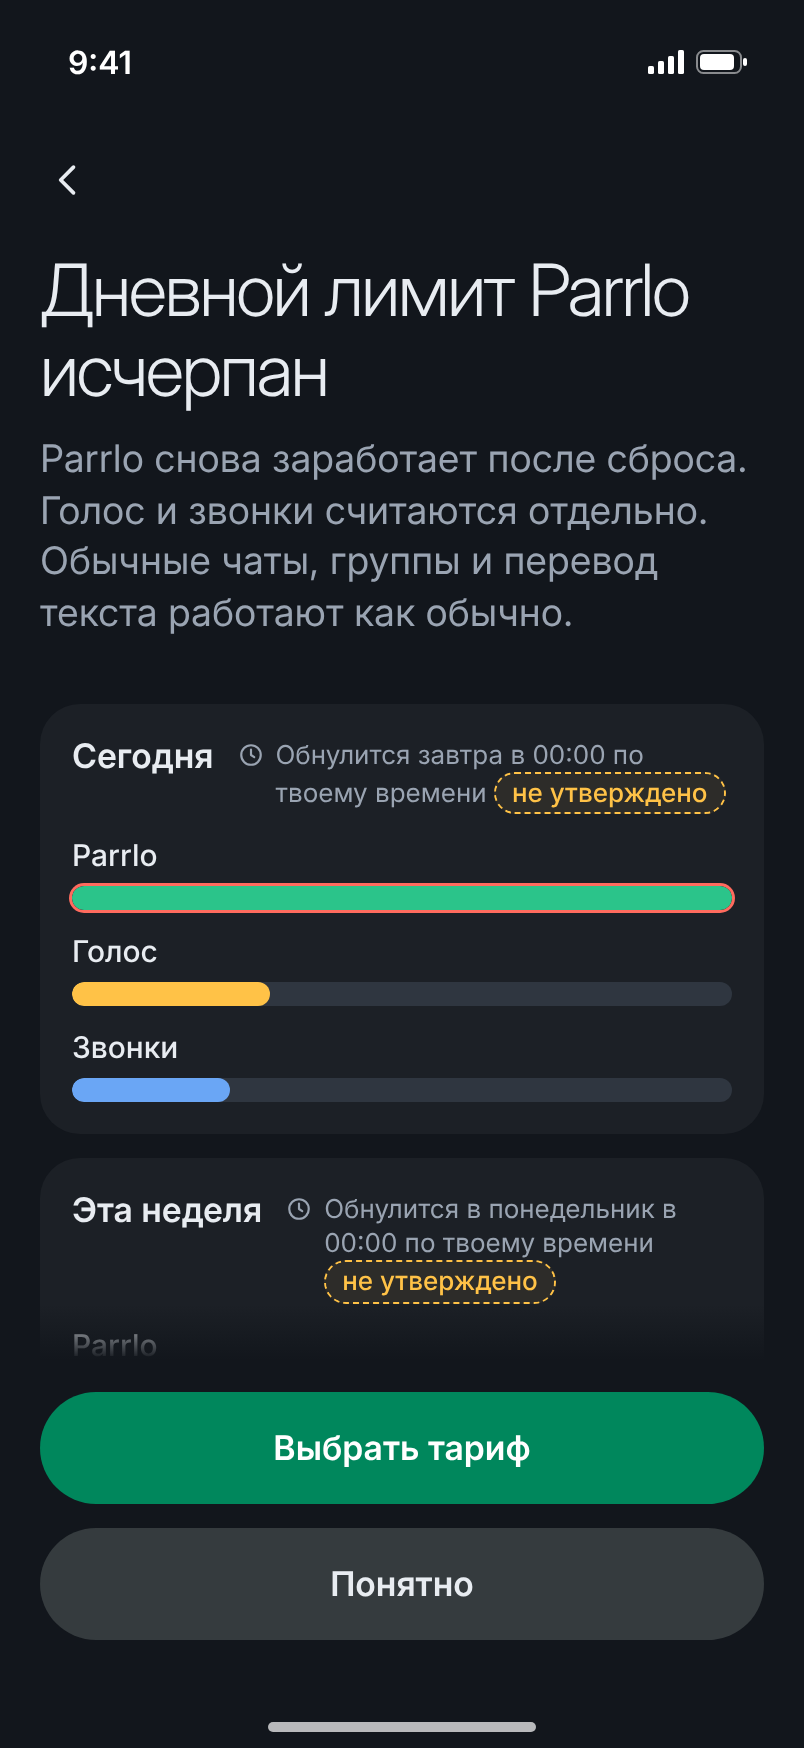 9:41
Дневной лимит Parrlo
исчерпан
Parrlo снова заработает после сброса.
Голос и звонки считаются отдельно.
Обычные чаты, группы и перевод
текста работают как обычно.
Сегодня
Обнулится завтра в 00:00 по
твоему времени не утверждено
Parrlo
Голос
Звонки
Эта неделя
Обнулится в понедельник в
00:00 по твоему времени
не утверждено
Parrlo
Выбрать тариф
Понятно